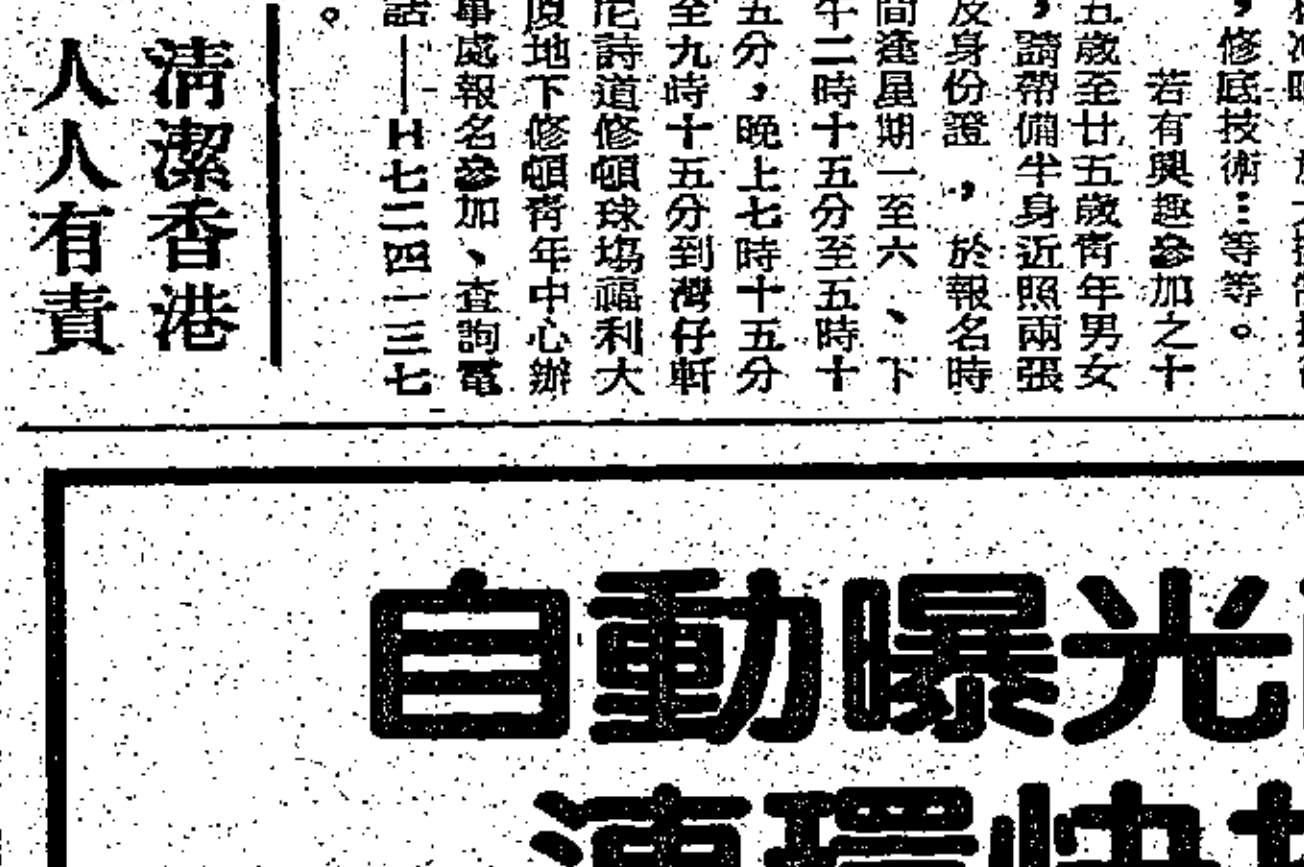 ，修底技術…等等。
若有興趣參加之十
五歲至廿五歲青年男女
，請帶備半身近照兩張
及身份證，於報名時
間逢星期一至六、下
午二時十五分至五時十
五分，晚上七時十五分
至九時十五分到灣仔軒
尼詩道修頓球場福利大
廈地下修頓青年中心辦
事處報名參加、查詢電
話——H七二四一三七
。
清潔香港
人人有責
自動曝光
連環快